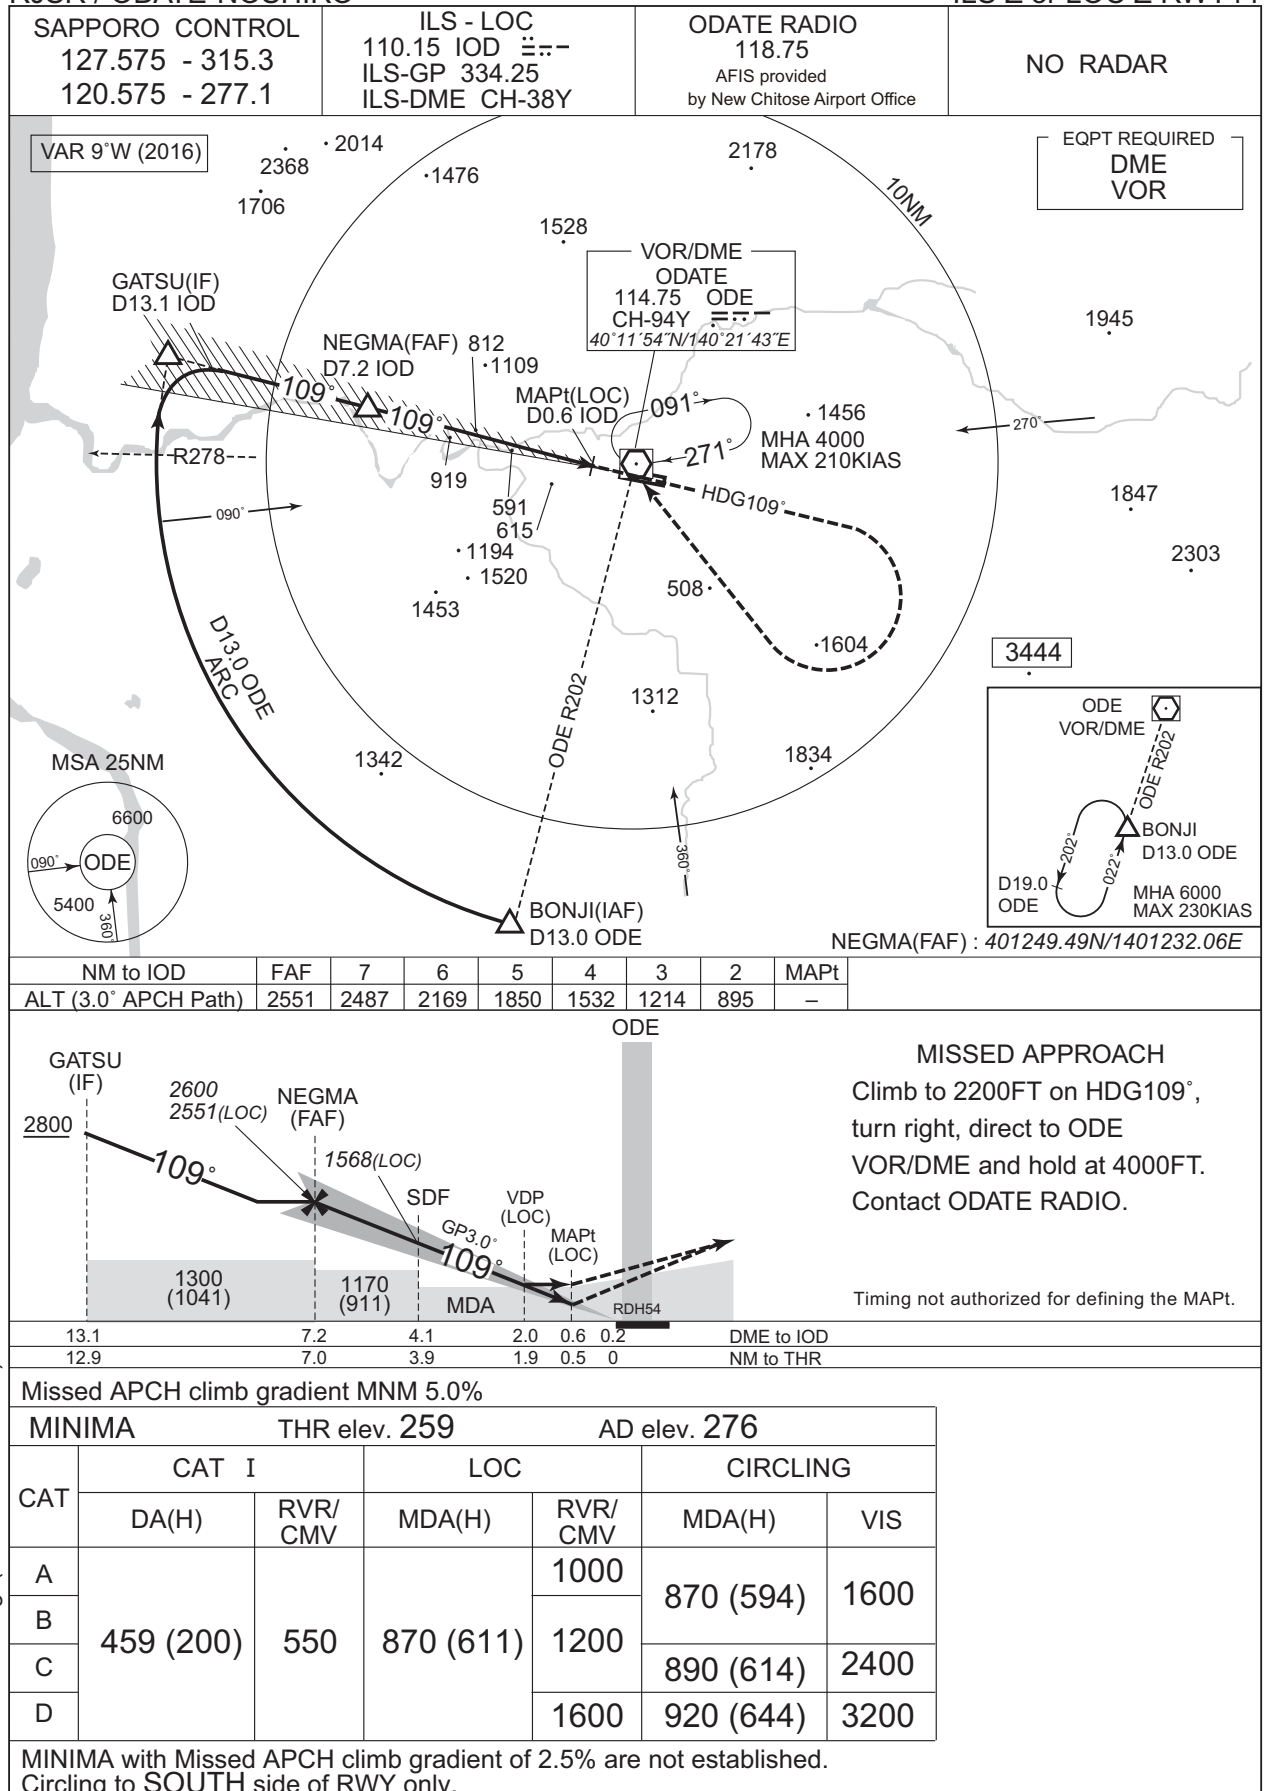 SAPPORO CONTROL
127.575 - 315.3
120.575 - 277.1
ILS - LOC
110.15 IOD
ILS-GP 334.25
ILS-DME CH-38Y
ODATE RADIO
118.75
AFIS provided
by New Chitose Airport Office
NO RADAR
VAR 9°W (2016)
EQPT REQUIRED
DME
VOR
2014
2368
1706
1476
2178
10NM
1528
VOR/DME
ODATE
114.75 ODE
CH-94Y
40°11´54˝N/140°21´43˝E
GATSU(IF)
D13.1 IOD
NEGMA(FAF)
D7.2 IOD
812
1109
MAPt(LOC)
D0.6 IOD
1945
109°
109°
091°
271°
1456
MHA 4000
MAX 210KIAS
270°
R278
919
591
615
HDG109°
1847
090°
1194
1520
1453
508
2303
1604
D13.0 ODE
ARC
ODE R202
1312
3444
1342
1834
MSA 25NM
6600
090°
ODE
5400
360°
360°
BONJI(IAF)
D13.0 ODE
ODE
VOR/DME
ODE R202
BONJI
D13.0 ODE
202°
022°
D19.0
ODE
MHA 6000
MAX 230KIAS
NEGMA(FAF) : 401249.49N/1401232.06E
NM to IOD FAF 7 6 5 4 3 2 MAPt
ALT (3.0° APCH Path) 2551 2487 2169 1850 1532 1214 895 –
ODE
GATSU
(IF)
2800
2600
2551(LOC)
NEGMA
(FAF)
1568(LOC)
SDF
VDP
(LOC)
MAPt
(LOC)
109°
GP3.0°
109°
1300
(1041)
1170
(911)
MDA
RDH54
MISSED APPROACH
Climb to 2200FT on HDG109°,
turn right, direct to ODE
VOR/DME and hold at 4000FT.
Contact ODATE RADIO.
Timing not authorized for defining the MAPt.
13.1 7.2 4.1 2.0 0.6 0.2 DME to IOD
12.9 7.0 3.9 1.9 0.5 0 NM to THR
Missed APCH climb gradient MNM 5.0%
MINIMA THR elev. 259 AD elev. 276
CAT CAT I LOC CIRCLING
DA(H) RVR/CMV MDA(H) RVR/CMV MDA(H) VIS
A 459 (200) 550 870 (611) 1000 870 (594) 1600
B 1200
C 890 (614) 2400
D 1600 920 (644) 3200
MINIMA with Missed APCH climb gradient of 2.5% are not established.
Circling to SOUTH side of RWY only.